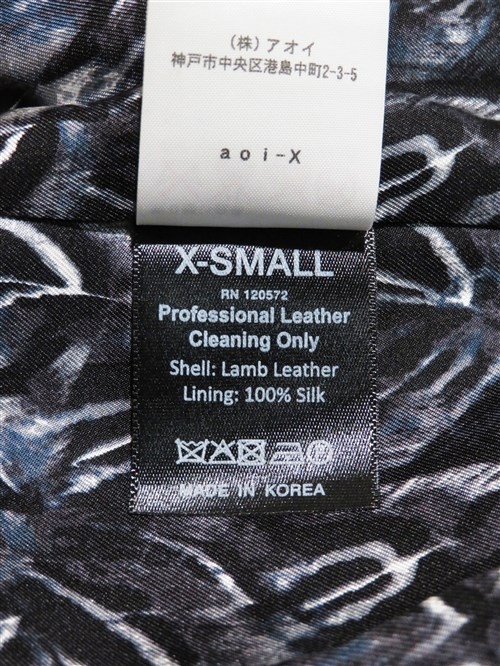 (株)アオイ
神戸市中央区港島中町2-3-5
aoi-X
X-SMALL
RN 120572
Professional Leather
Cleaning Only
Shell: Lamb Leather
Lining: 100% Silk
MADE IN KOREA